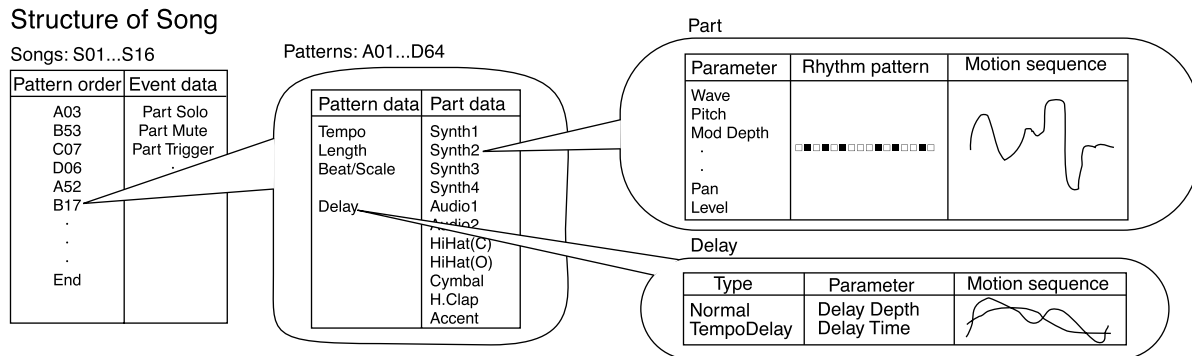 Structure of Song
Songs: S01...S16
Pattern order Event data
A03 Part Solo
B53 Part Mute
C07 Part Trigger
D06 .
A52
B17
.
.
.
End
Patterns: A01...D64
Pattern data Part data
Tempo Synth1
Length Synth2
Beat/Scale Synth3
Synth4
Delay Audio1
Audio2
HiHat(C)
HiHat(O)
Cymbal
H.Clap
Accent
Part
Parameter Rhythm pattern Motion sequence
Wave
Pitch
Mod Depth
.
.
Pan
Level
Delay
Type Parameter Motion sequence
Normal Delay Depth
TempoDelay Delay Time